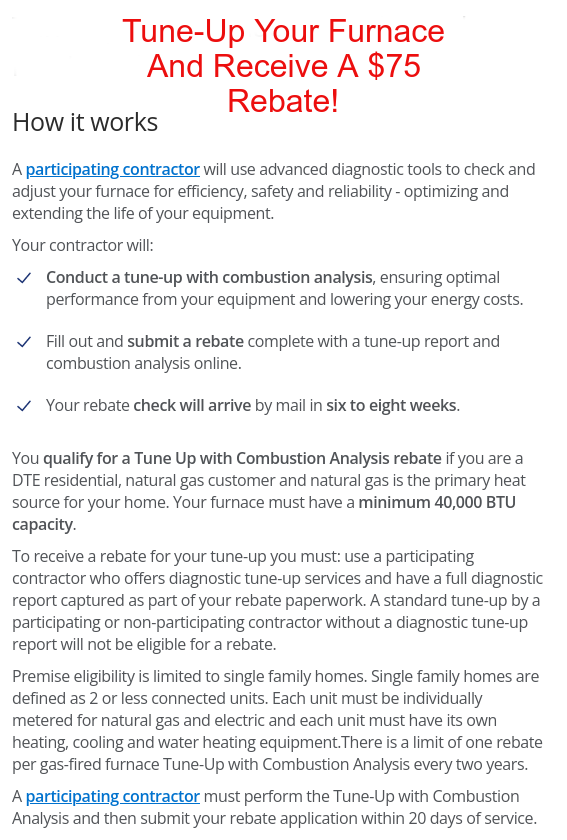 Tune-Up Your Furnace
And Receive A $75
Rebate!
How it works
A participating contractor will use advanced diagnostic tools to check and
adjust your furnace for efficiency, safety and reliability - optimizing and
extending the life of your equipment.
Your contractor will:
Conduct a tune-up with combustion analysis, ensuring optimal
performance from your equipment and lowering your energy costs.
Fill out and submit a rebate complete with a tune-up report and
combustion analysis online.
Your rebate check will arrive by mail in six to eight weeks.
You qualify for a Tune Up with Combustion Analysis rebate if you are a
DTE residential, natural gas customer and natural gas is the primary heat
source for your home. Your furnace must have a minimum 40,000 BTU
capacity.
To receive a rebate for your tune-up you must: use a participating
contractor who offers diagnostic tune-up services and have a full diagnostic
report captured as part of your rebate paperwork. A standard tune-up by a
participating or non-participating contractor without a diagnostic tune-up
report will not be eligible for a rebate.
Premise eligibility is limited to single family homes. Single family homes are
defined as 2 or less connected units. Each unit must be individually
metered for natural gas and electric and each unit must have its own
heating, cooling and water heating equipment.There is a limit of one rebate
per gas-fired furnace Tune-Up with Combustion Analysis every two years.
A participating contractor must perform the Tune-Up with Combustion
Analysis and then submit your rebate application within 20 days of service.